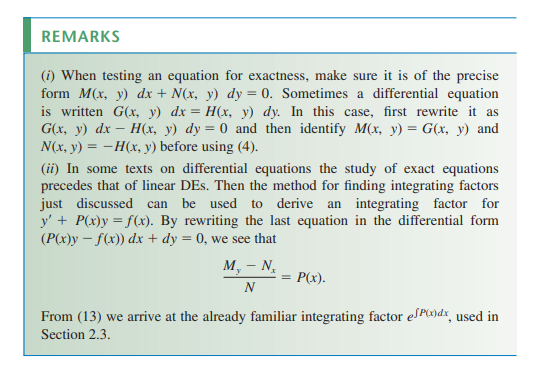 REMARKS
(i) When testing an equation for exactness, make sure it is of the precise
form M(x, y) dx + N(x, y) dy = 0. Sometimes a differential equation
is written G(x, y) dx = H(x, y) dy. In this case, first rewrite it as
G(x, y) dx − H(x, y) dy = 0 and then identify M(x, y) = G(x, y) and
N(x, y) = −H(x, y) before using (4).
(ii) In some texts on differential equations the study of exact equations
precedes that of linear DEs. Then the method for finding integrating factors
just discussed can be used to derive an integrating factor for
y′ + P(x)y = f(x). By rewriting the last equation in the differential form
(P(x)y − f(x)) dx + dy = 0, we see that
(M_y − N_x) / N = P(x).
From (13) we arrive at the already familiar integrating factor e^{∫P(x)dx}, used in
Section 2.3.